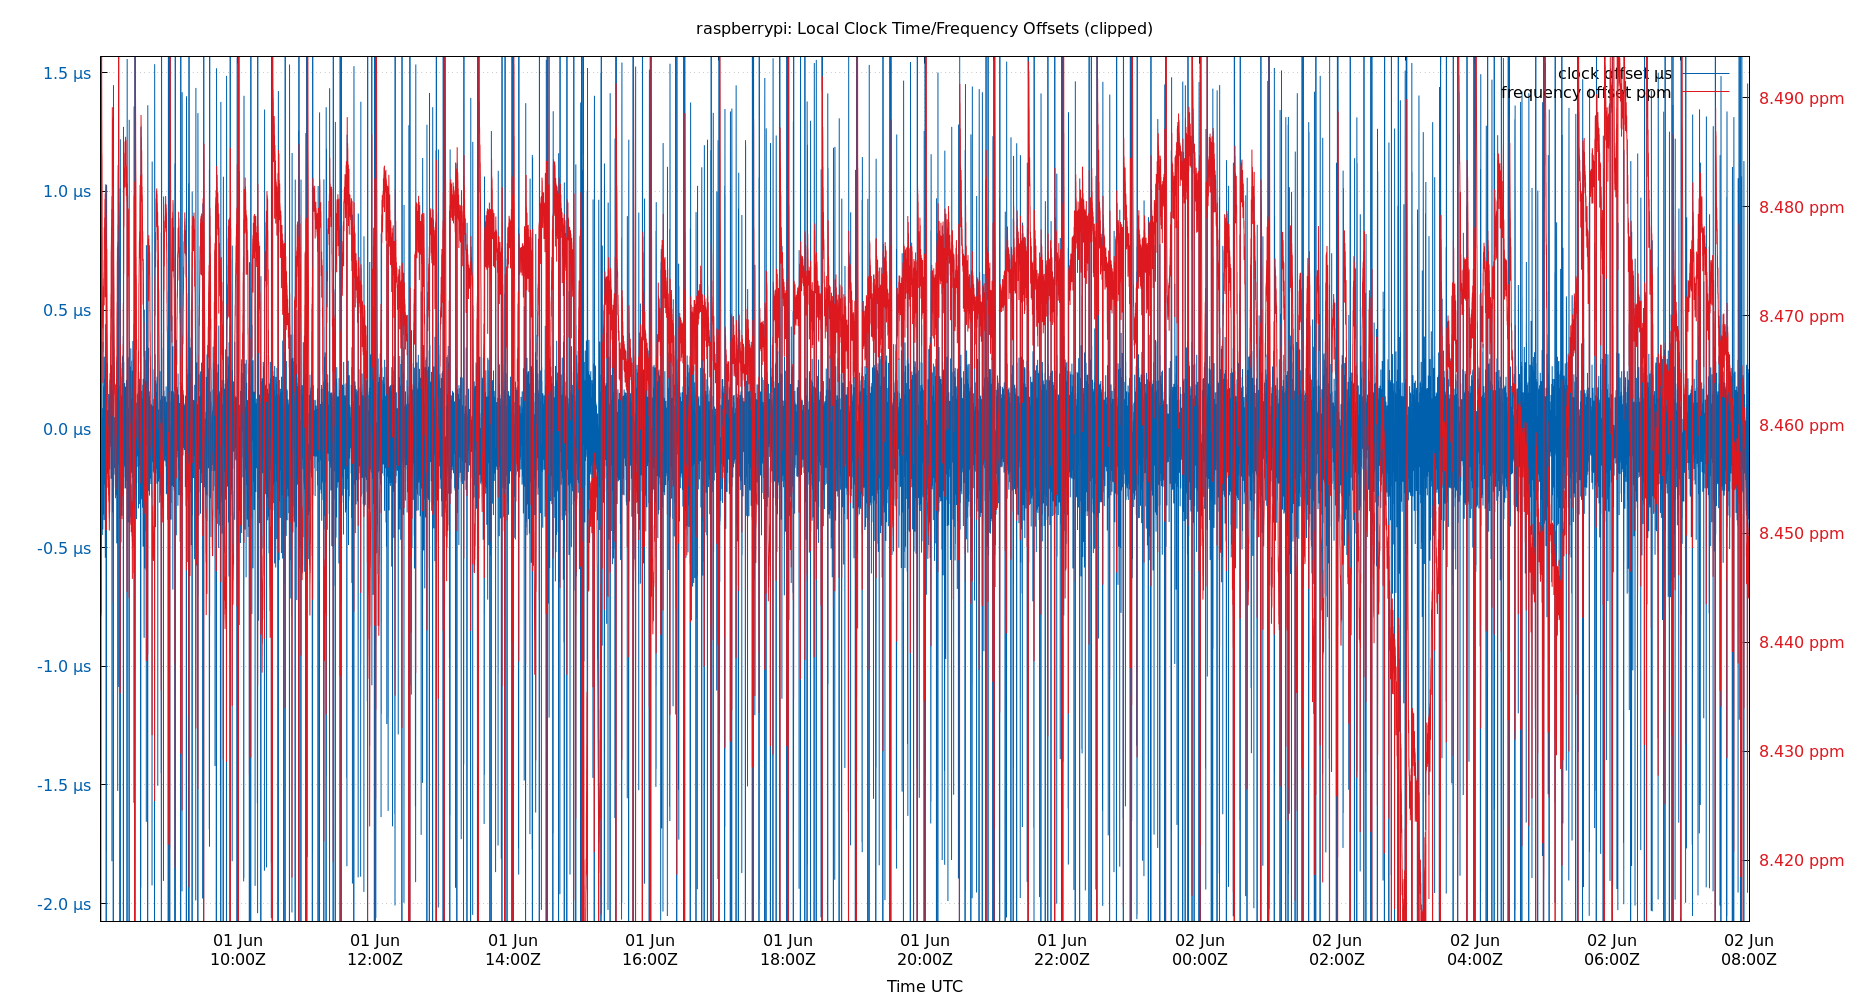 raspberrypi: Local Clock Time/Frequency Offsets (clipped)
clock offset µs
frequency offset ppm
1.5 µs
1.0 µs
0.5 µs
0.0 µs
-0.5 µs
-1.0 µs
-1.5 µs
-2.0 µs
8.490 ppm
8.480 ppm
8.470 ppm
8.460 ppm
8.450 ppm
8.440 ppm
8.430 ppm
8.420 ppm
01 Jun 01 Jun 01 Jun 01 Jun 01 Jun 01 Jun 01 Jun 02 Jun 02 Jun 02 Jun 02 Jun 02 Jun
10:00Z 12:00Z 14:00Z 16:00Z 18:00Z 20:00Z 22:00Z 00:00Z 02:00Z 04:00Z 06:00Z 08:00Z
Time UTC